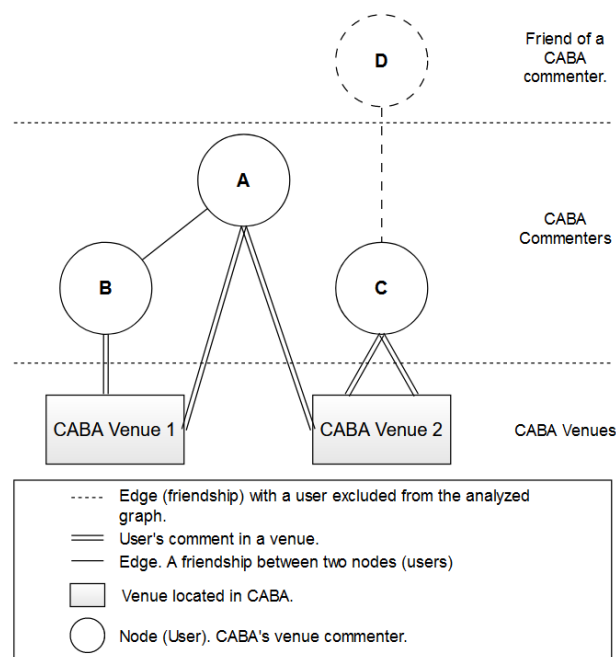 D
Friend of a
CABA
commenter.
A
B
C
CABA
Commenters
CABA Venue 1
CABA Venue 2
CABA Venues
Edge (friendship) with a user excluded from the analyzed
graph.
User's comment in a venue.
Edge. A friendship between two nodes (users)
Venue located in CABA.
Node (User). CABA's venue commenter.